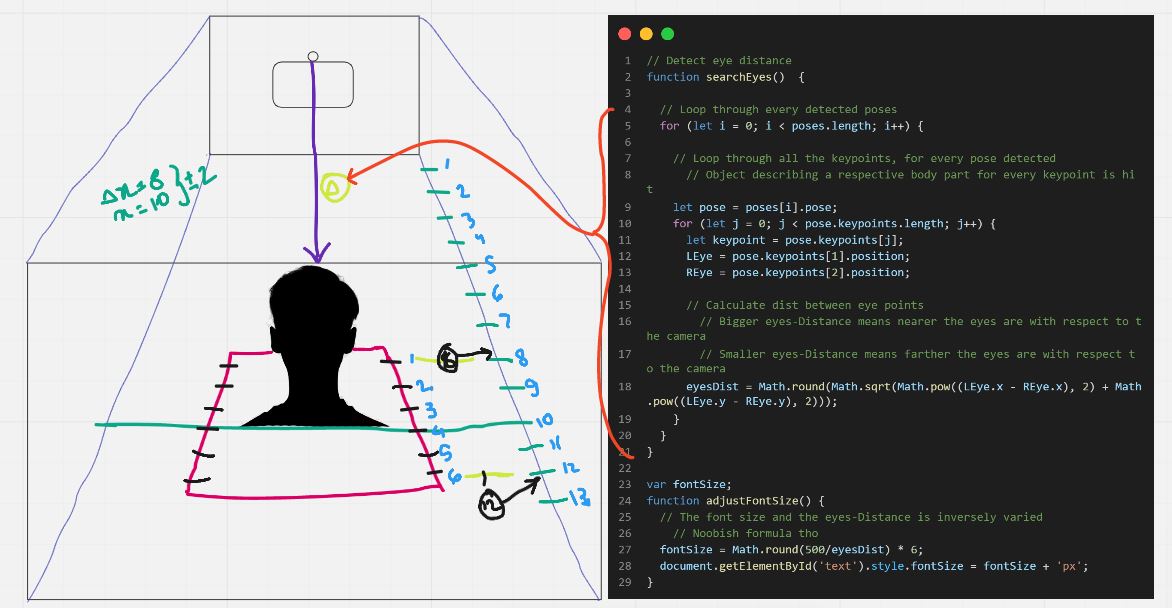 Δx=8 } ±2
x=10
Δ
1
2
3
4
5
6
7
8
9
10
11
12
13
1
2
3
4
5
6
1 // Detect eye distance
2 function searchEyes()  {
3
4 // Loop through every detected poses
5 for (let i = 0; i < poses.length; i++) {
6
7 // Loop through all the keypoints, for every pose detected
8 // Object describing a respective body part for every keypoint is hi
t
9 let pose = poses[i].pose;
10 for (let j = 0; j < pose.keypoints.length; j++) {
11 let keypoint = pose.keypoints[j];
12 LEye = pose.keypoints[1].position;
13 REye = pose.keypoints[2].position;
14
15 // Calculate dist between eye points
16 // Bigger eyes-Distance means nearer the eyes are with respect to t
he camera
17 // Smaller eyes-Distance means farther the eyes are with respect t
o the camera
18 eyesDist = Math.round(Math.sqrt(Math.pow((LEye.x - REye.x), 2) + Math
.pow((LEye.y - REye.y), 2)));
19 }
20 }
21 }
22
23 var fontSize;
24 function adjustFontSize() {
25 // The font size and the eyes-Distance is inversely varied
26 // Noobish formula tho
27 fontSize = Math.round(500/eyesDist) * 6;
28 document.getElementById('text').style.fontSize = fontSize + 'px';
29 }